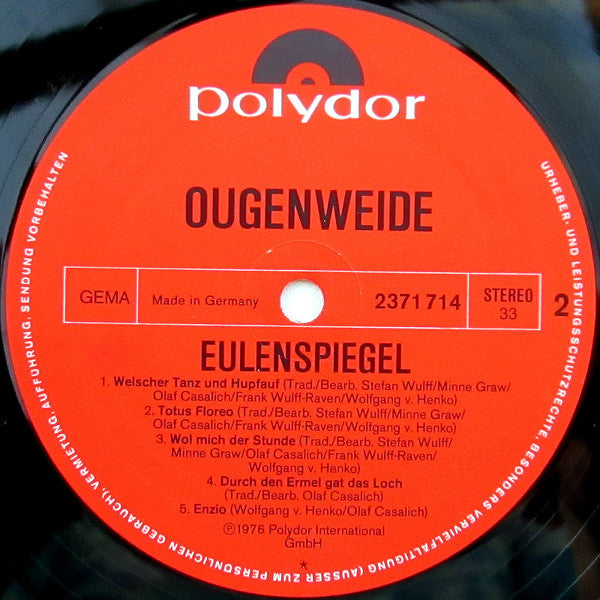 polydor
OUGENWEIDE
GEMA
Made in Germany
2371 714
STEREO
33
2
EULENSPIEGEL
1. Welscher Tanz und Hupfauf (Trad./Bearb. Stefan Wulff/Minne Graw/
Olaf Casalich/Frank Wulff-Raven/Wolfgang v. Henko)
2. Totus Floreo (Trad./Bearb. Stefan Wulff/Minne Graw/
Olaf Casalich/Frank Wulff-Raven/Wolfgang v. Henko)
3. Wol mich der Stunde (Trad./Bearb. Stefan Wulff/
Minne Graw/Olaf Casalich/Frank Wulff-Raven/
Wolfgang v. Henko)
4. Durch den Ermel gat das Loch
(Trad./Bearb. Olaf Casalich)
5. Enzio (Wolfgang v. Henko/Olaf Casalich)
Ⓟ1976 Polydor International
GmbH
*
URHEBER- UND LEISTUNGSSCHUTZRECHTE, BESONDERS VERVIELFÄLTIGUNG (AUSSER ZUM PERSÖNLICHEN GEBRAUCH), VERMIETUNG, AUFFÜHRUNG, SENDUNG VORBEHALTEN